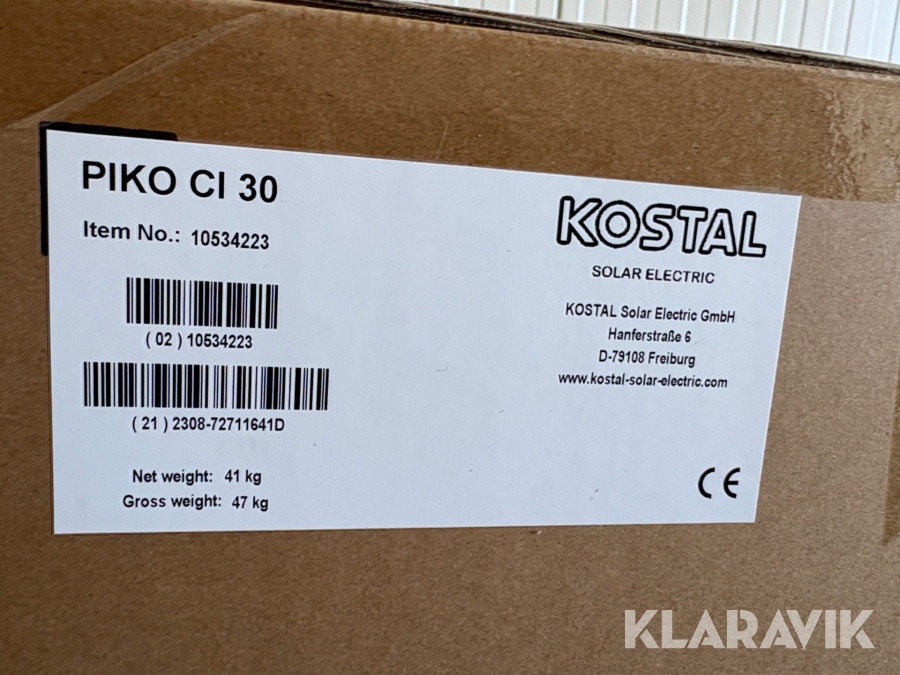 PIKO CI 30
Item No.: 10534223
( 02 ) 10534223
( 21 ) 2308-72711641D
Net weight: 41 kg
Gross weight: 47 kg
KOSTAL
SOLAR ELECTRIC
KOSTAL Solar Electric GmbH
Hanferstraße 6
D-79108 Freiburg
www.kostal-solar-electric.com
CE
KLARAVIK